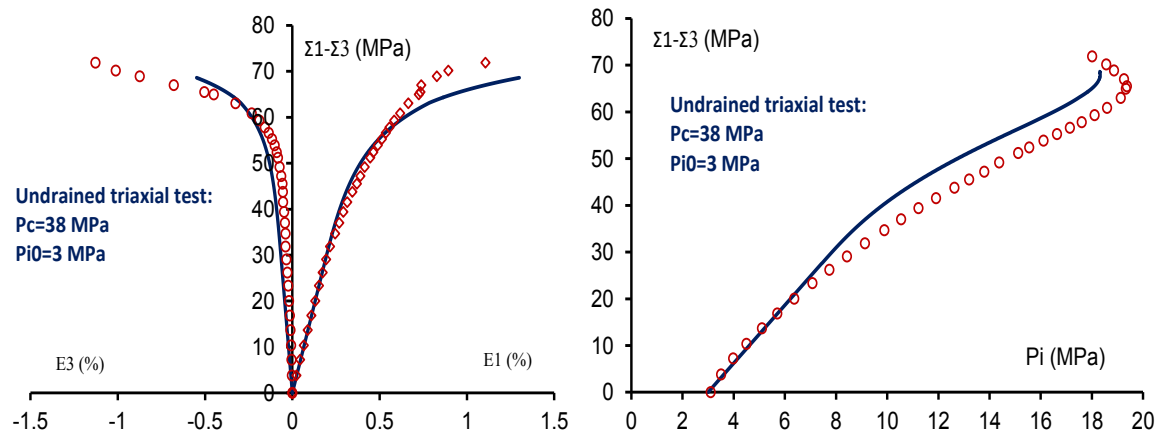 Σ1-Σ3 (MPa)
80
70
60
50
40
30
20
10
0
Undrained triaxial test:
Pc=38 MPa
Pi0=3 MPa
E3 (%)
E1 (%)
-1.5 -1 -0.5 0 0.5 1 1.5
Σ1-Σ3 (MPa)
80
70
60
50
40
30
20
10
0
Undrained triaxial test:
Pc=38 MPa
Pi0=3 MPa
Pi (MPa)
0 2 4 6 8 10 12 14 16 18 20